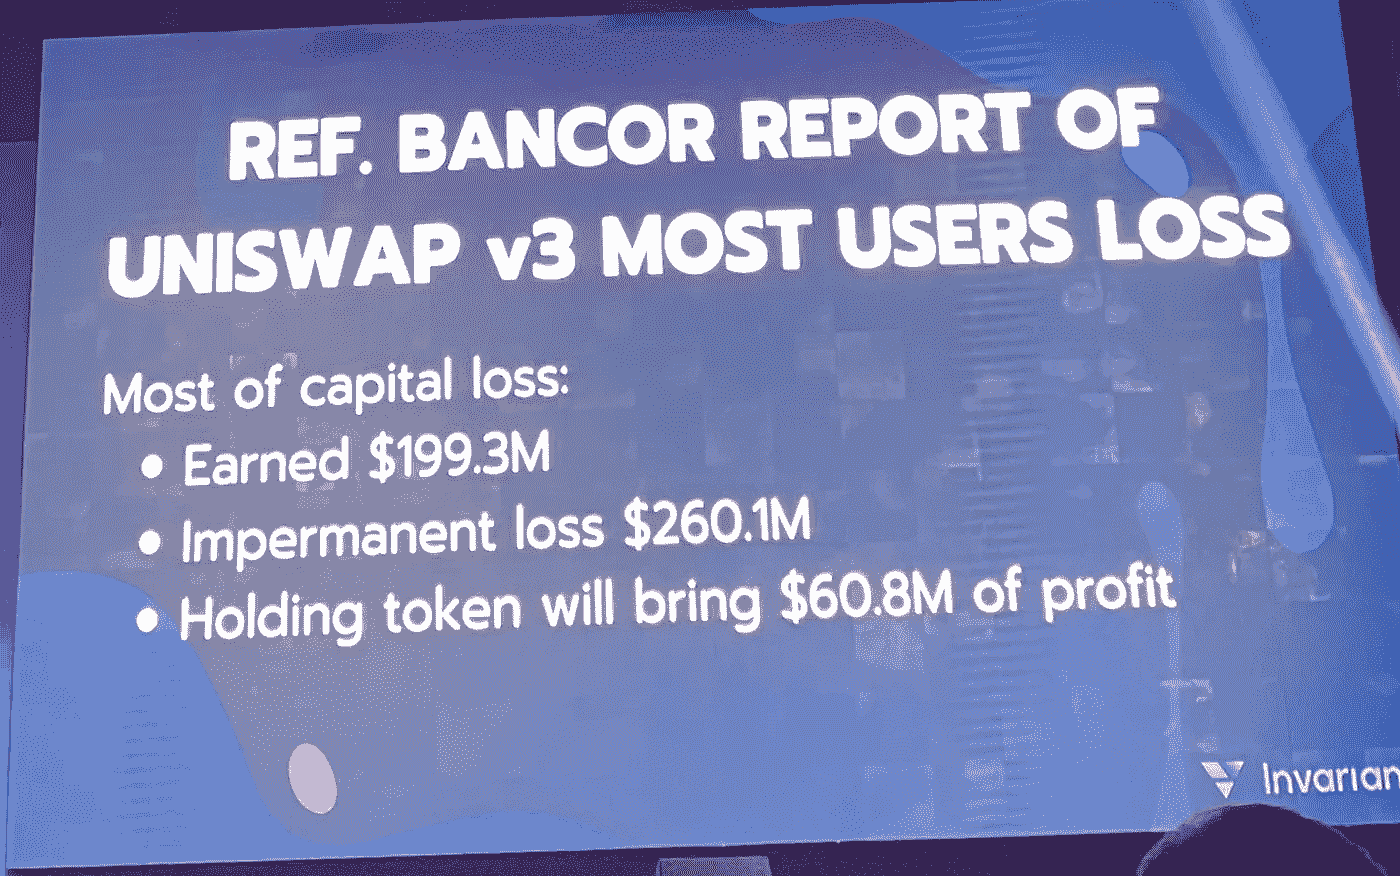 REF. BANCOR REPORT OF
UNISWAP v3 MOST USERS LOSS
Most of capital loss:
• Earned $199.3M
• Impermanent loss $260.1M
• Holding token will bring $60.8M of profit
Invarian